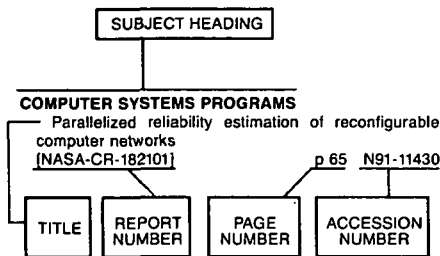 SUBJECT HEADING
COMPUTER SYSTEMS PROGRAMS
Parallelized reliability estimation of reconfigurable
computer networks
[NASA-CR-182101] p 65 N91-11430
TITLE
REPORT
NUMBER
PAGE
NUMBER
ACCESSION
NUMBER